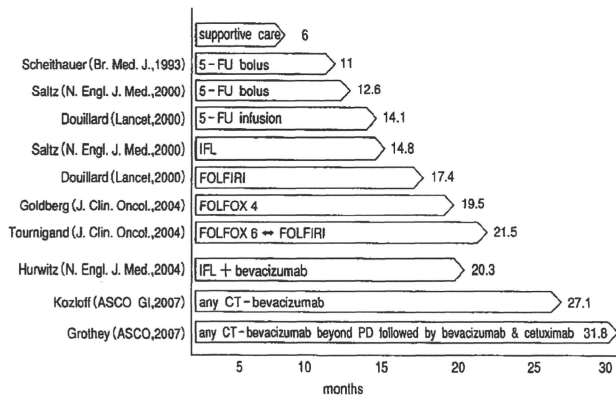 supportive care 6
Scheithauer (Br. Med. J.,1993) 5-FU bolus 11
Saltz (N. Engl. J. Med.,2000) 5-FU bolus 12.6
Douillard (Lancet,2000) 5-FU infusion 14.1
Saltz (N. Engl. J. Med.,2000) IFL 14.8
Douillard (Lancet,2000) FOLFIRI 17.4
Goldberg (J. Clin. Oncol.,2004) FOLFOX 4 19.5
Tournigand (J. Clin. Oncol.,2004) FOLFOX 6 ↔ FOLFIRI 21.5
Hurwitz (N. Engl. J. Med.,2004) IFL + bevacizumab 20.3
Kozloff (ASCO GI,2007) any CT-bevacizumab 27.1
Grothey (ASCO,2007) any CT-bevacizumab beyond PD followed by bevacizumab & cetuximab 31.8
5 10 15 20 25 30
months